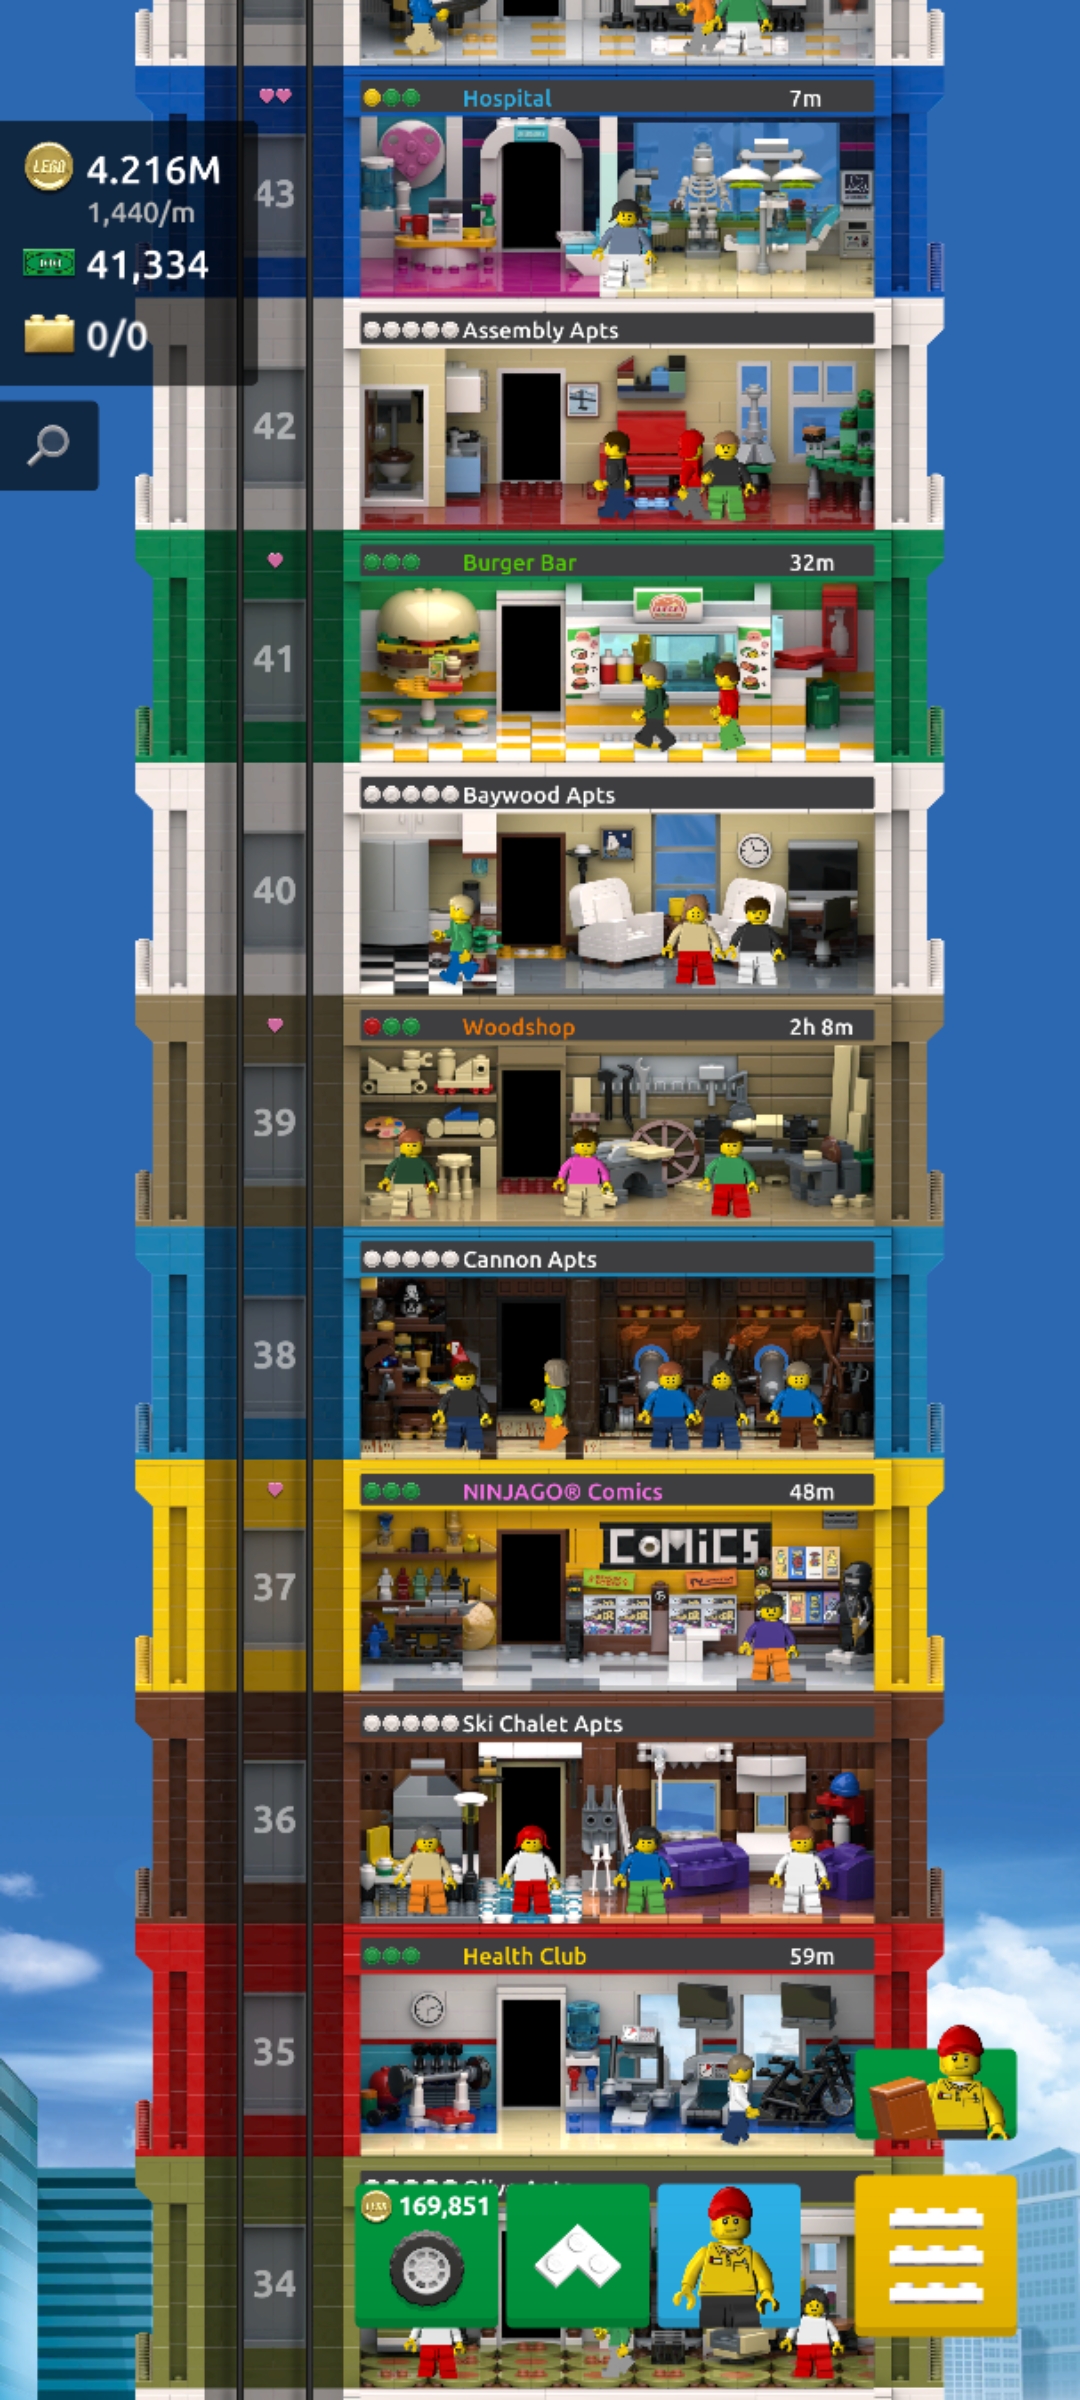 Hospital 7m
43
LEGO 4.216M
1,440/m
41,334
0/0
Assembly Apts
42
Burger Bar 32m
41
Baywood Apts
40
Woodshop 2h 8m
39
Cannon Apts
38
NINJAGO® Comics 48m
COMiCS
37
Ski Chalet Apts
36
Health Club 59m
35
Apts
169,851
34